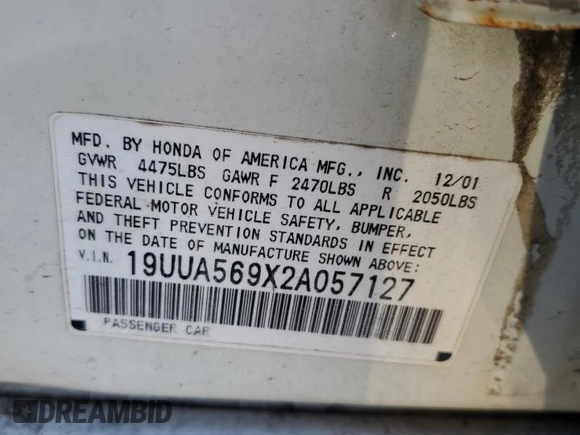 MFD. BY HONDA OF AMERICA MFG., INC. 12/01
GVWR 4475LBS GAWR F 2470LBS R 2050LBS
THIS VEHICLE CONFORMS TO ALL APPLICABLE
FEDERAL MOTOR VEHICLE SAFETY, BUMPER,
AND THEFT PREVENTION STANDARDS IN EFFECT
ON THE DATE OF MANUFACTURE SHOWN ABOVE:
V.I.N. 19UUA569X2A057127
PASSENGER CAR
DREAMBID